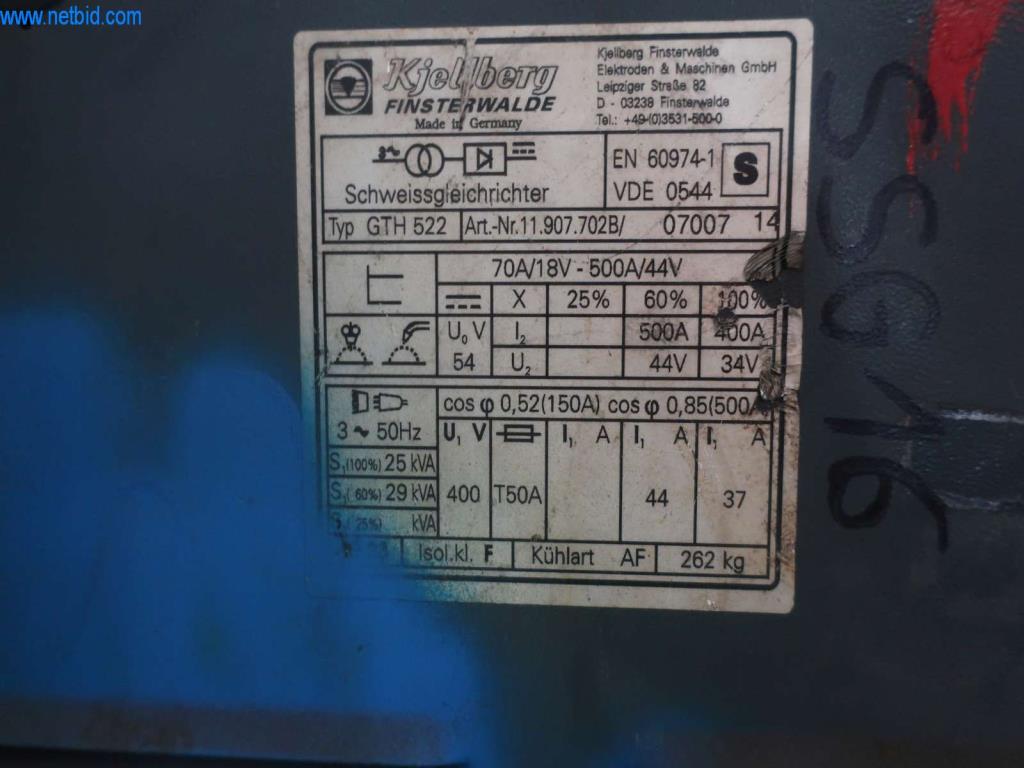 www.netbid.com
Kjellberg
FINSTERWALDE
Made in Germany
Kjellberg Finsterwalde
Elektroden & Maschinen GmbH
Leipziger Straße 82
D - 03238 Finsterwalde
Tel.: +49-(0)3531-500-0
3~
Schweissgleichrichter
EN 60974-1
VDE 0544
S
Typ GTH 522 Art.-Nr.11.907.702B/ 07007 14
70A/18V - 500A/44V
X 25% 60% 100%
U₀ V I₂ 500A 400A
54 U₂ 44V 34V
3 ~ 50Hz
cos φ 0,52(150A) cos φ 0,85(500A)
U₁ V I₁ A I₁ A I₁ A
S₁(100%) 25 kVA
S₁( 60%) 29 kVA
400 T50A 44 37
S₁( 25%) kVA
Isol.kl. F Kühlart AF 262 kg
SSG19